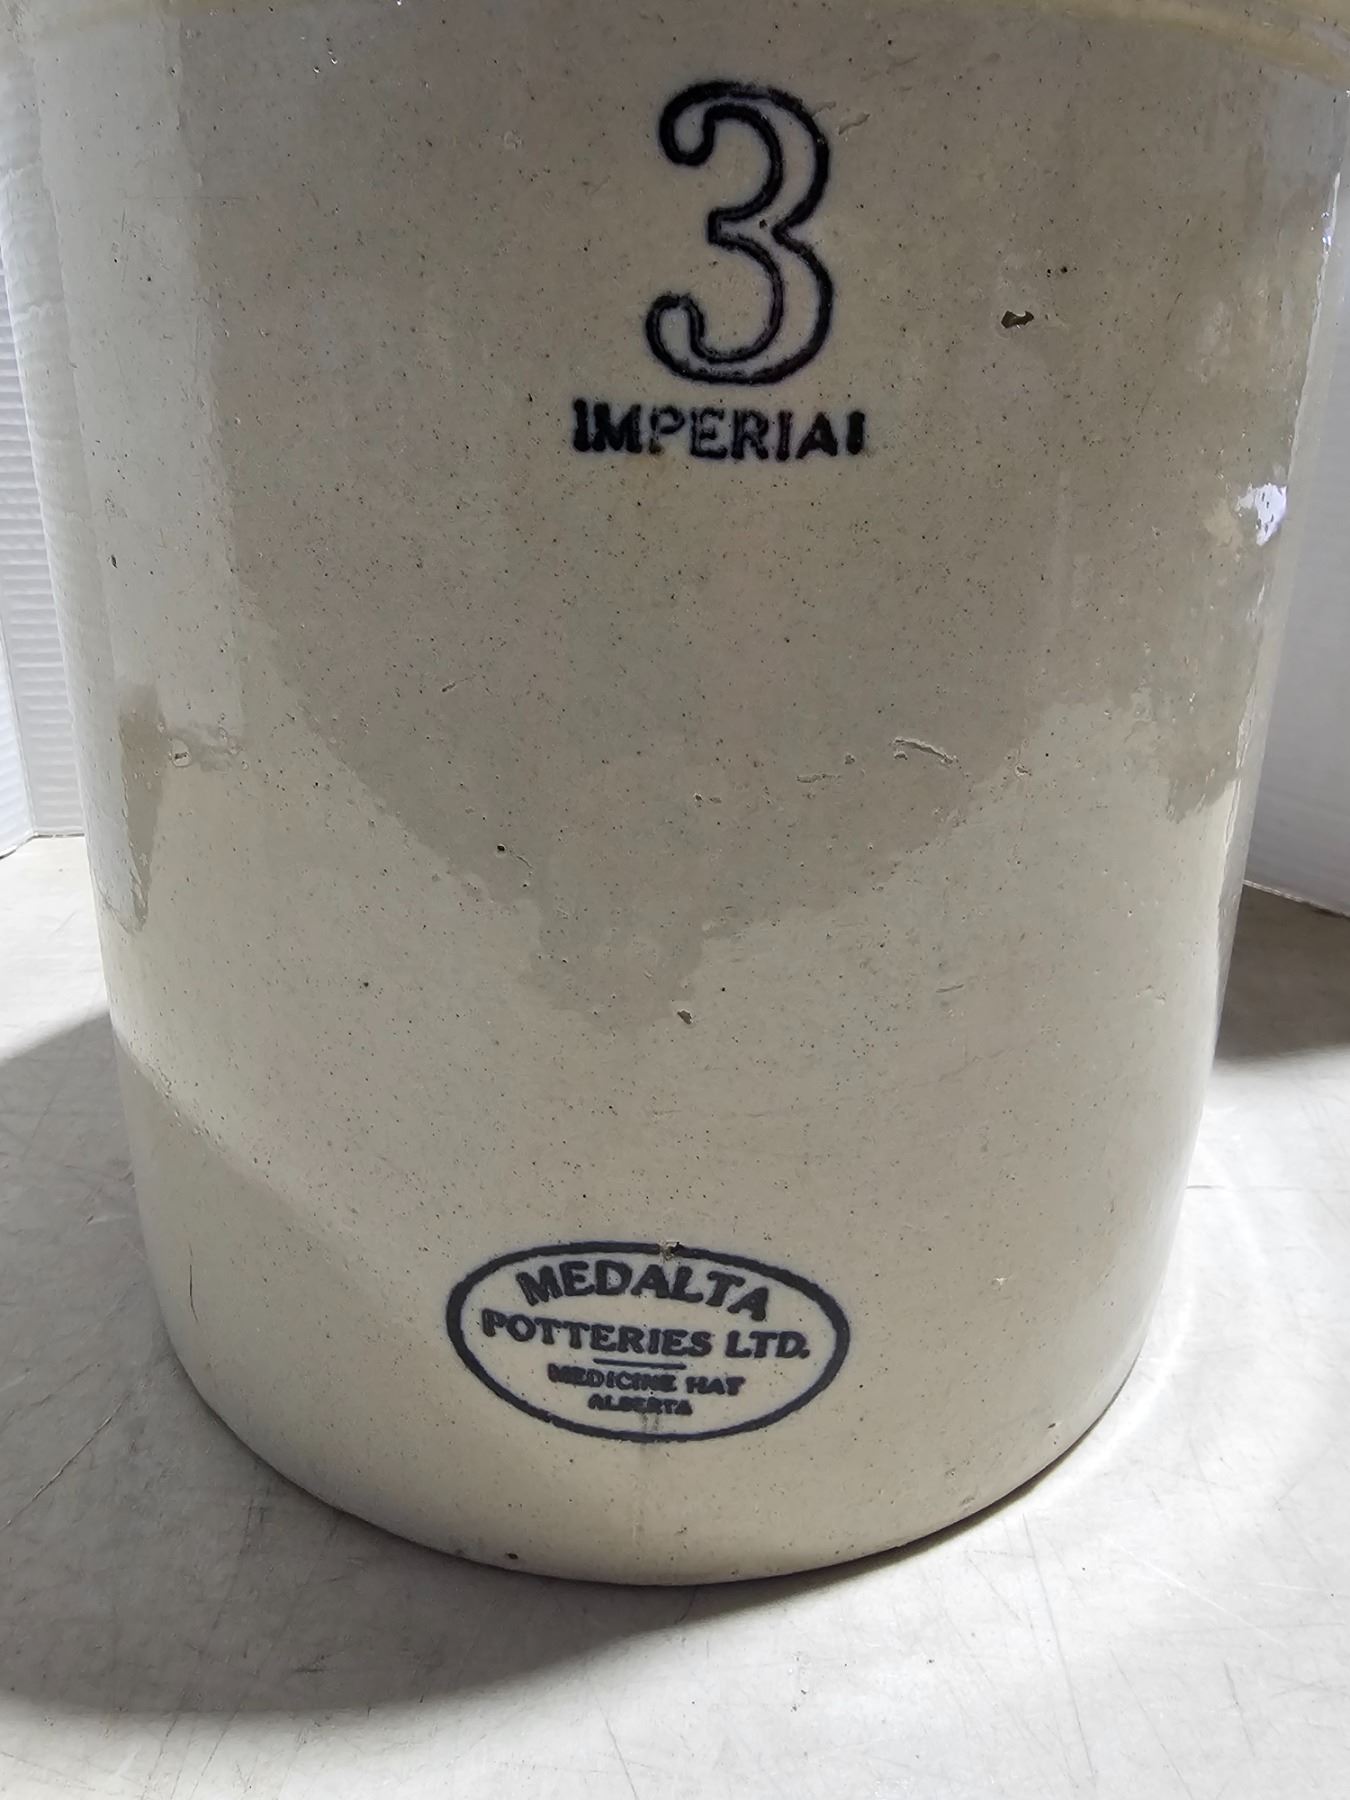 3
IMPERIAL
MEDALTA
POTTERIES LTD.
MEDICINE HAT
ALBERTA